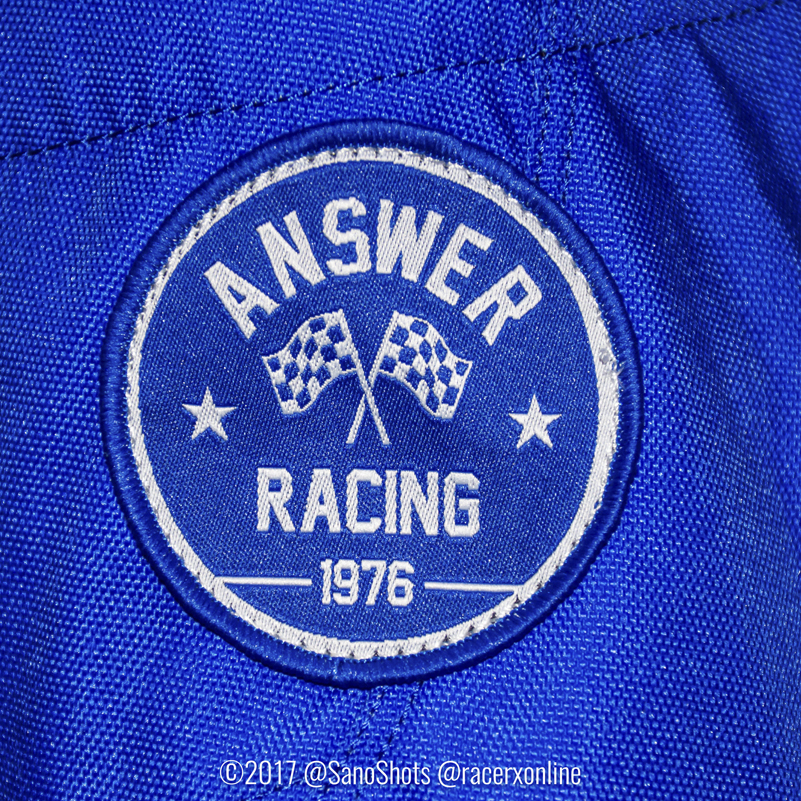 ANSWER
RACING
1976
©2017 @SanoShots @racerxonline